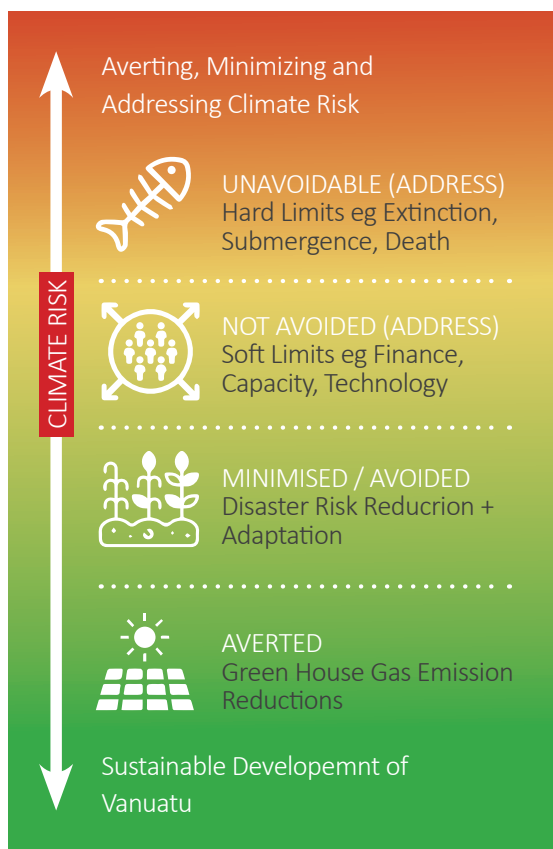 Averting, Minimizing and
Addressing Climate Risk
UNAVOIDABLE (ADDRESS)
Hard Limits eg Extinction,
Submergence, Death
CLIMATE RISK
NOT AVOIDED (ADDRESS)
Soft Limits eg Finance,
Capacity, Technology
MINIMISED / AVOIDED
Disaster Risk Reducrion +
Adaptation
AVERTED
Green House Gas Emission
Reductions
Sustainable Developemnt of
Vanuatu